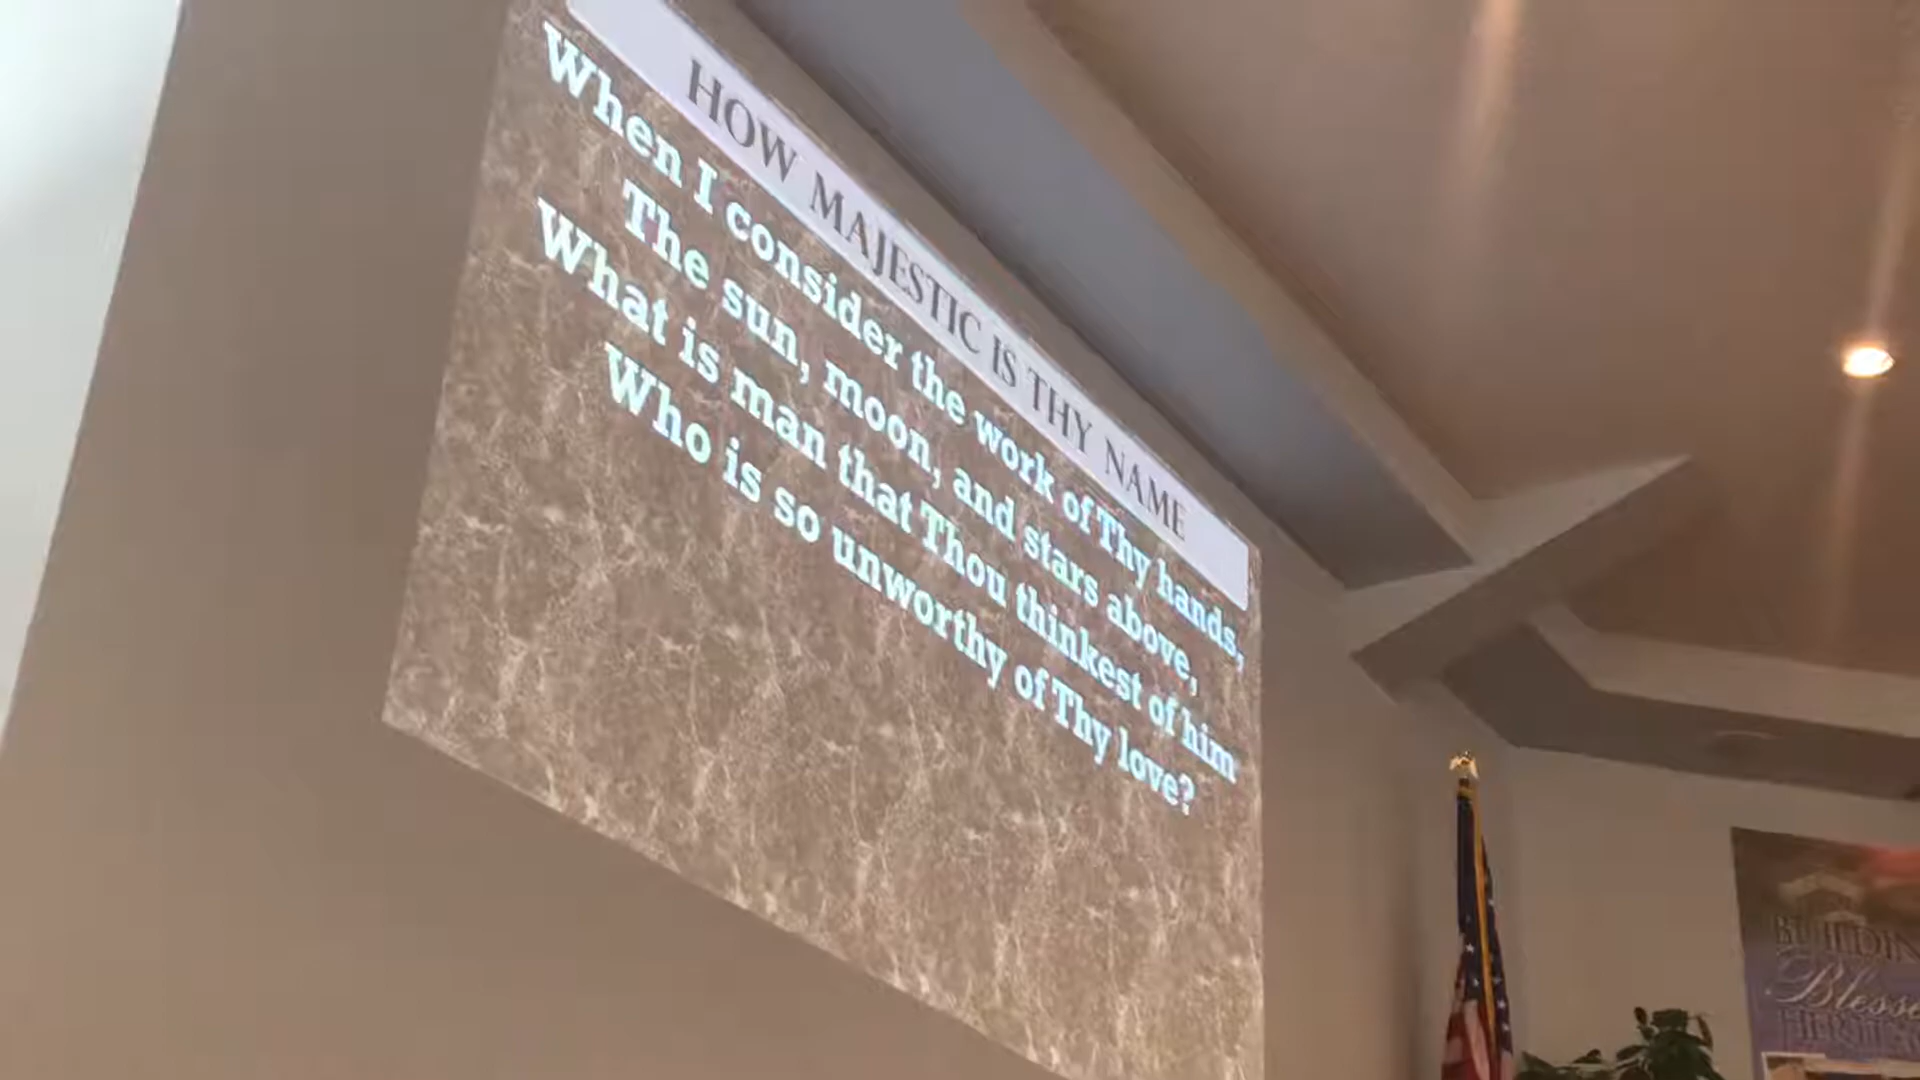 HOW MAJESTIC IS THY NAME
When I consider the work of Thy hands,
The sun, moon, and stars above,
What is man that Thou thinkest of him
Who is so unworthy of Thy love?